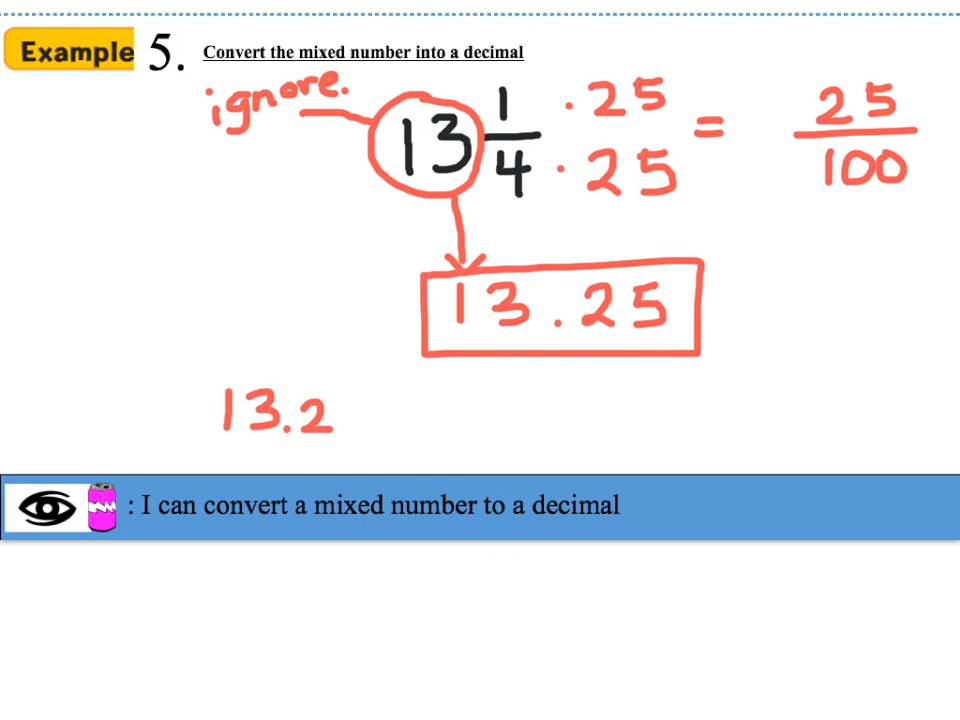 Example 5. Convert the mixed number into a decimal
ignore.
13 1/4 · 25 / · 25 = 25/100
13.25
13.2
: I can convert a mixed number to a decimal